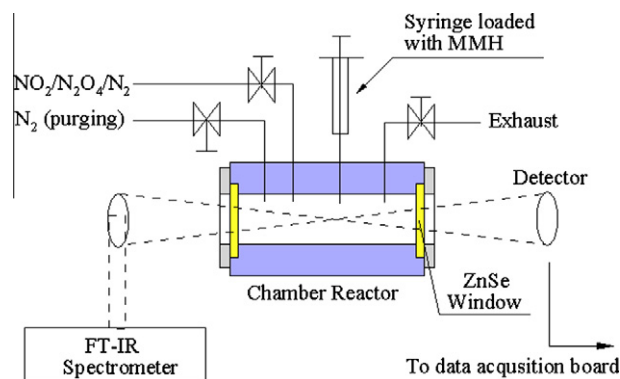 Syringe loaded
with MMH
NO₂/N₂O₄/N₂
N₂ (purging)
Exhaust
Detector
Chamber Reactor
ZnSe
Window
FT-IR
Spectrometer
To data acqusition board